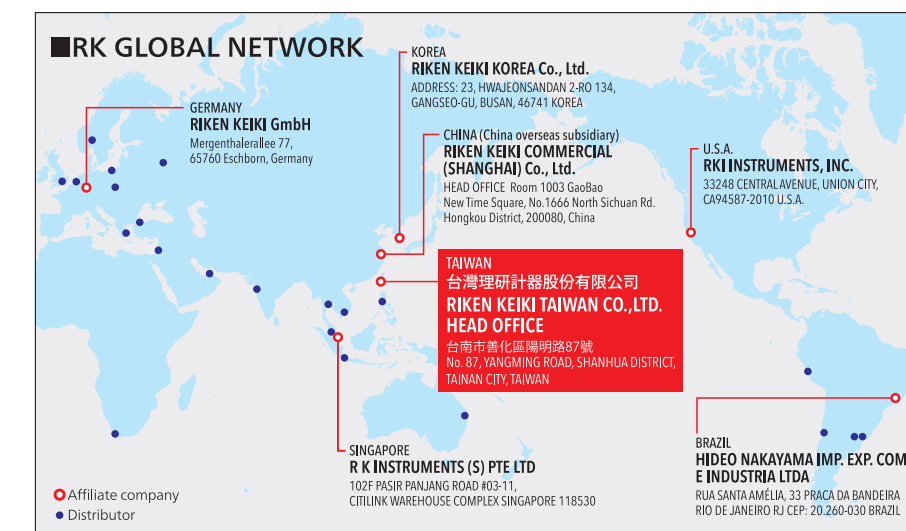 ■RK GLOBAL NETWORK
GERMANY
RIKEN KEIKI GmbH
Mergenthalerallee 77,
65760 Eschborn, Germany
KOREA
RIKEN KEIKI KOREA Co., Ltd.
ADDRESS: 23, HWAJEONSANDAN 2-RO 134,
GANGSEO-GU, BUSAN, 46741 KOREA
CHINA (China overseas subsidiary)
RIKEN KEIKI COMMERCIAL
(SHANGHAI) Co., Ltd.
HEAD OFFICE Room 1003 GaoBao
New Time Square, No.1666 North Sichuan Rd.
Hongkou District, 200080, China
U.S.A.
RKI INSTRUMENTS, INC.
33248 CENTRAL AVENUE, UNION CITY,
CA94587-2010 U.S.A.
TAIWAN
台灣理研計器股份有限公司
RIKEN KEIKI TAIWAN CO.,LTD.
HEAD OFFICE
台南市善化區陽明路87號
No. 87, YANGMING ROAD, SHANHUA DISTRICT,
TAINAN CITY, TAIWAN
SINGAPORE
R K INSTRUMENTS (S) PTE LTD
102F PASIR PANJANG ROAD #03-11,
CITILINK WAREHOUSE COMPLEX SINGAPORE 118530
BRAZIL
HIDEO NAKAYAMA IMP. EXP. COM
E INDUSTRIA LTDA
RUA SANTA AMÉLIA, 33 PRACA DA BANDEIRA
RIO DE JANEIRO RJ CEP: 20.260-030 BRAZIL
Affiliate company
Distributor